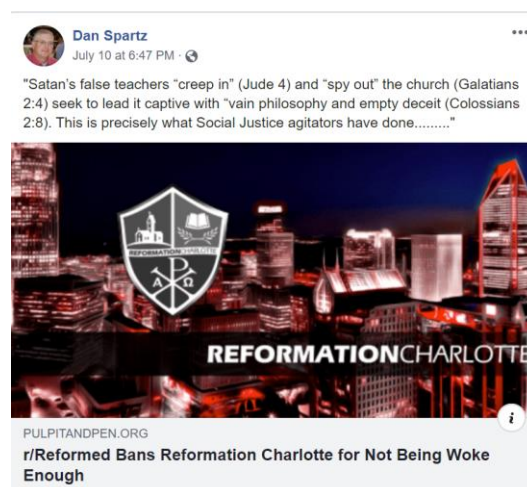 Dan Spartz
July 10 at 6:47 PM ·
"Satan's false teachers “creep in” (Jude 4) and “spy out” the church (Galatians
2:4) seek to lead it captive with “vain philosophy and empty deceit (Colossians
2:8). This is precisely what Social Justice agitators have done........."
REFORMATIONCHARLOTTE
Α Ω
REFORMATIONCHARLOTTE
PULPITANDPEN.ORG
r/Reformed Bans Reformation Charlotte for Not Being Woke
Enough